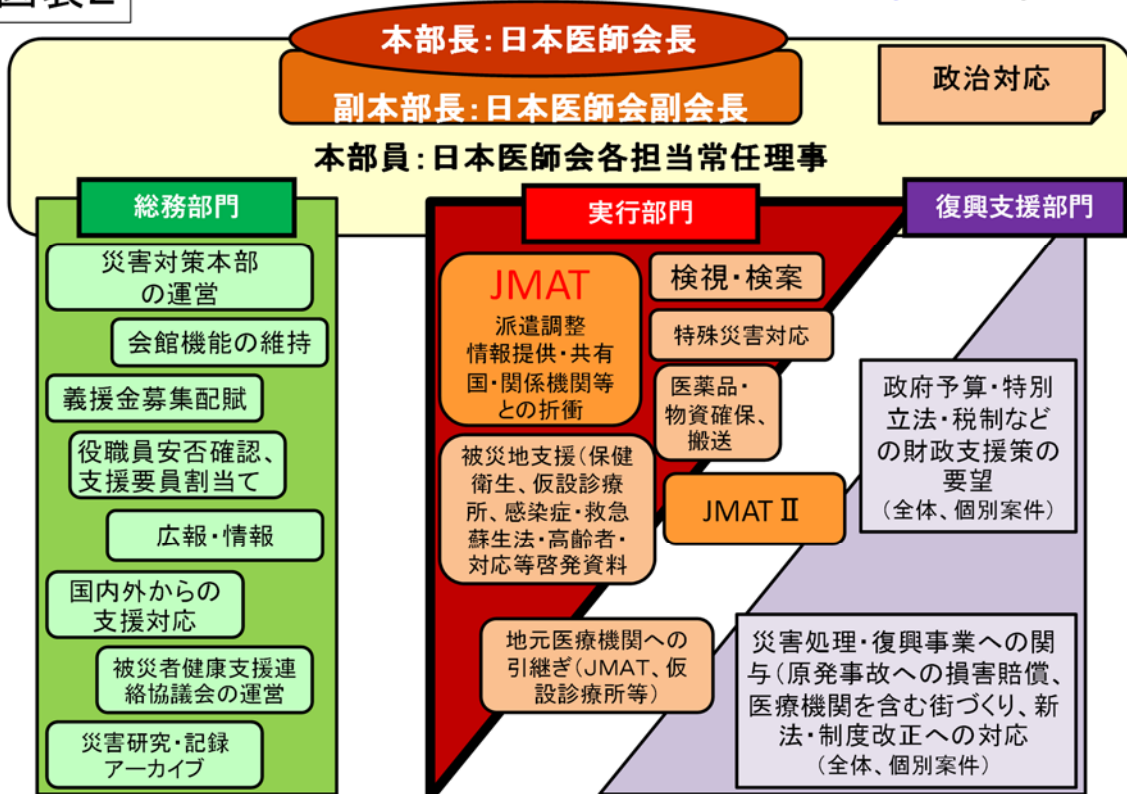 図表2
本部長：日本医師会長
副本部長：日本医師会副会長
本部員：日本医師会各担当常任理事
政治対応
総務部門
災害対策本部
の運営
会館機能の維持
義援金募集配賦
役職員安否確認、
支援要員割当て
広報・情報
国内外からの
支援対応
被災者健康支援連
絡協議会の運営
災害研究・記録
アーカイブ
実行部門
JMAT
派遣調整
情報提供・共有
国・関係機関等
との折衝
検視・検案
特殊災害対応
医薬品・
物資確保、
搬送
被災地支援（保健
衛生、仮設診療
所、感染症・救急
蘇生法・高齢者・
対応等啓発資料
JMAT Ⅱ
地元医療機関への
引継ぎ（JMAT、仮
設診療所等）
復興支援部門
政府予算・特別
立法・税制など
の財政支援策の
要望
（全体、個別案件）
災害処理・復興事業への関
与（原発事故への損害賠償、
医療機関を含む街づくり、新
法・制度改正への対応
（全体、個別案件）